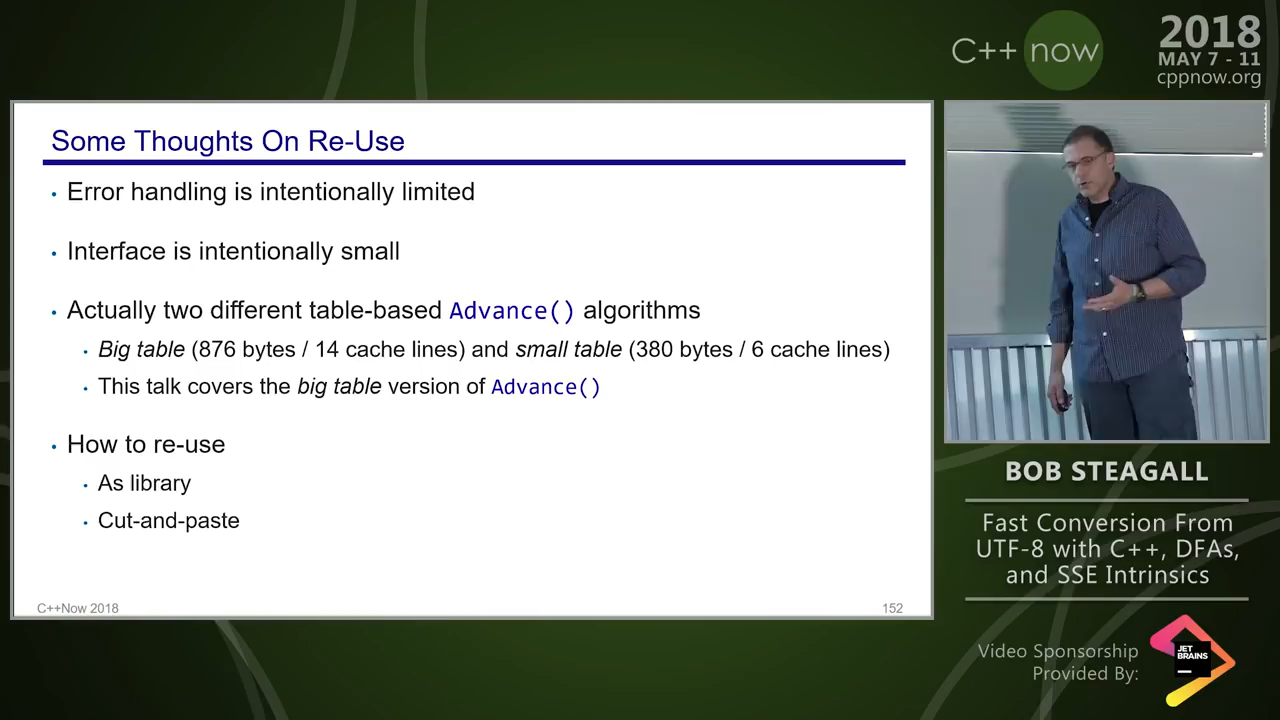 C++ now
2018
MAY 7 - 11
cppnow.org
Some Thoughts On Re-Use
• Error handling is intentionally limited
• Interface is intentionally small
• Actually two different table-based Advance() algorithms
• Big table (876 bytes / 14 cache lines) and small table (380 bytes / 6 cache lines)
• This talk covers the big table version of Advance()
• How to re-use
• As library
• Cut-and-paste
C++Now 2018
152
BOB STEAGALL
Fast Conversion From
UTF-8 with C++, DFAs,
and SSE Intrinsics
Video Sponsorship
Provided By:
JET
BRAINS